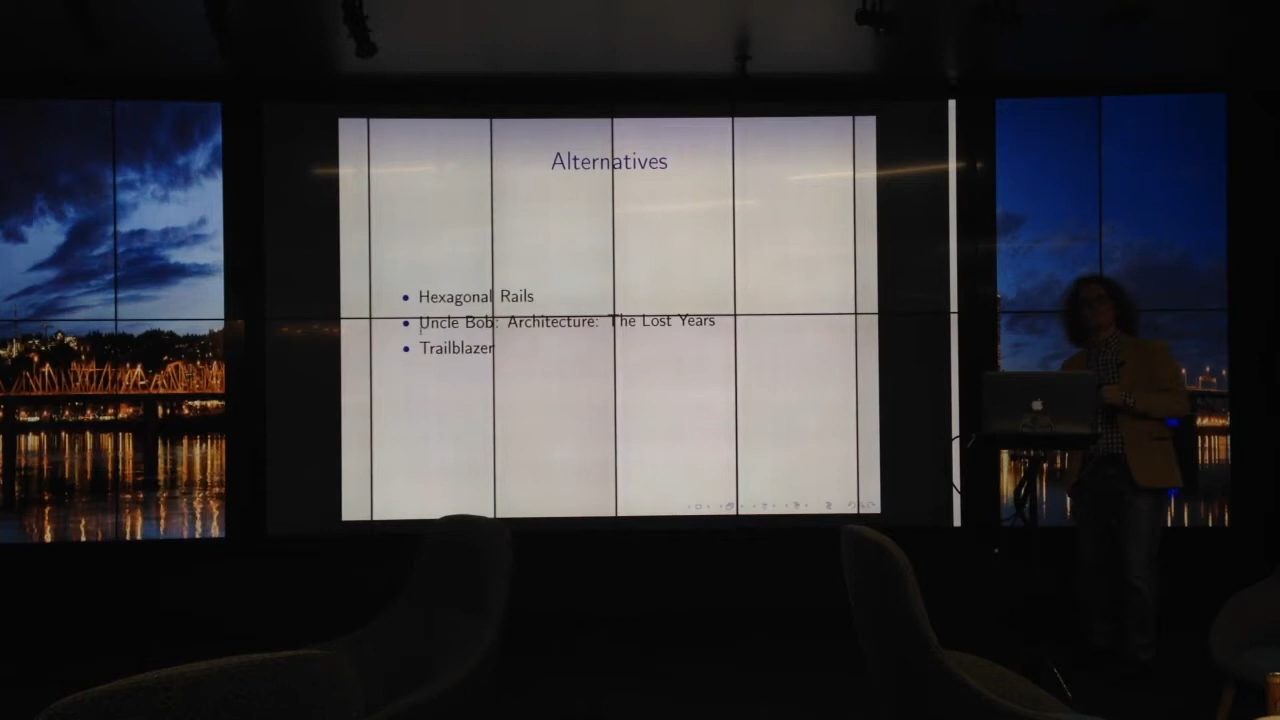 Alternatives
Hexagonal Rails
Uncle Bob: Architecture: The Lost Years
Trailblazer